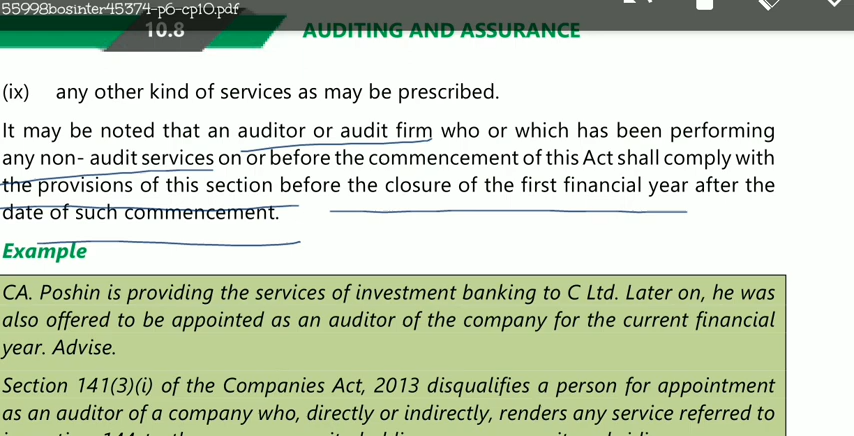 55998bosinter45374-p6-cp10.pdf
10.8 AUDITING AND ASSURANCE
(ix) any other kind of services as may be prescribed.
It may be noted that an auditor or audit firm who or which has been performing
any non- audit services on or before the commencement of this Act shall comply with
the provisions of this section before the closure of the first financial year after the
date of such commencement.
Example
CA. Poshin is providing the services of investment banking to C Ltd. Later on, he was
also offered to be appointed as an auditor of the company for the current financial
year. Advise.
Section 141(3)(i) of the Companies Act, 2013 disqualifies a person for appointment
as an auditor of a company who, directly or indirectly, renders any service referred to